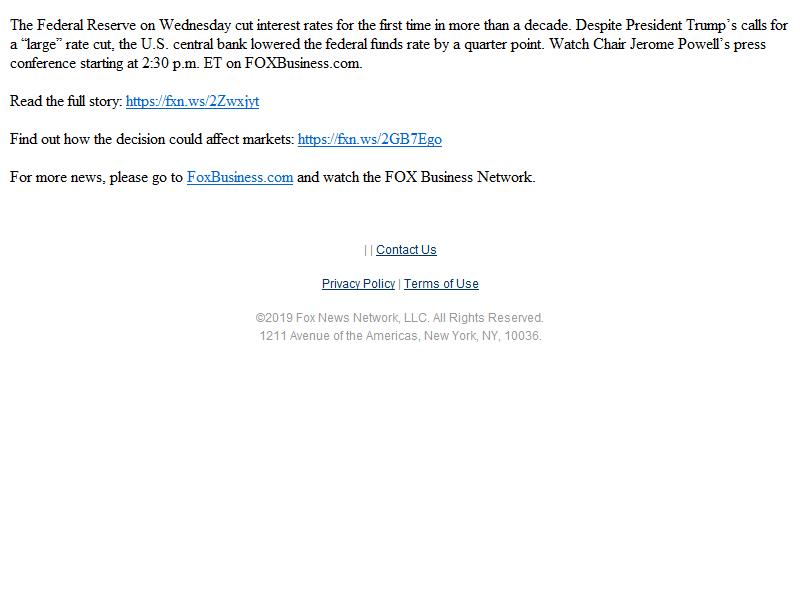 The Federal Reserve on Wednesday cut interest rates for the first time in more than a decade. Despite President Trump’s calls for
a “large” rate cut, the U.S. central bank lowered the federal funds rate by a quarter point. Watch Chair Jerome Powell’s press
conference starting at 2:30 p.m. ET on FOXBusiness.com.
Read the full story: https://fxn.ws/2Zwxjyt
Find out how the decision could affect markets: https://fxn.ws/2GB7Ego
For more news, please go to FoxBusiness.com and watch the FOX Business Network.
| | Contact Us
Privacy Policy | Terms of Use
©2019 Fox News Network, LLC. All Rights Reserved.
1211 Avenue of the Americas, New York, NY, 10036.